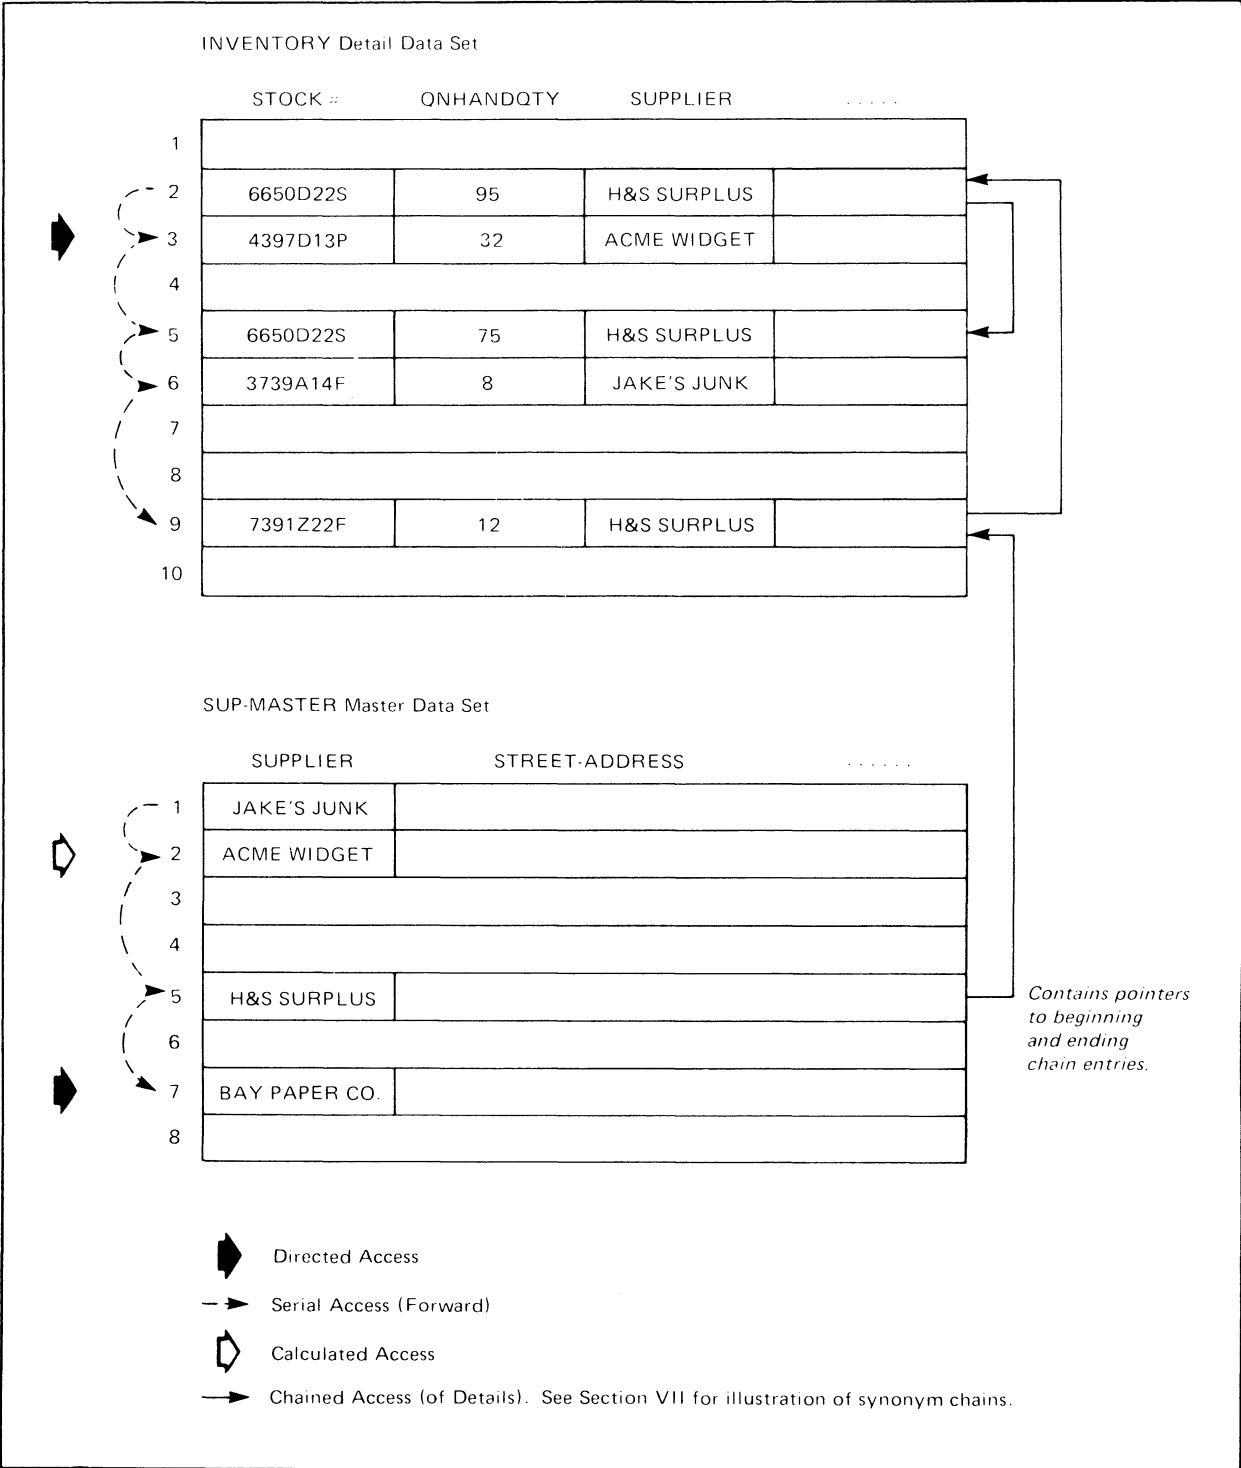 INVENTORY Detail Data Set
STOCK # QNHANDQTY SUPPLIER . . . . .
1
2 6650D22S 95 H&S SURPLUS
3 4397D13P 32 ACME WIDGET
4
5 6650D22S 75 H&S SURPLUS
6 3739A14F 8 JAKE'S JUNK
7
8
9 7391Z22F 12 H&S SURPLUS
10
SUP-MASTER Master Data Set
SUPPLIER STREET-ADDRESS . . . . . .
1 JAKE'S JUNK
2 ACME WIDGET
3
4
5 H&S SURPLUS
6
7 BAY PAPER CO.
8
Contains pointers
to beginning
and ending
chain entries.
Directed Access
Serial Access (Forward)
Calculated Access
Chained Access (of Details). See Section VII for illustration of synonym chains.